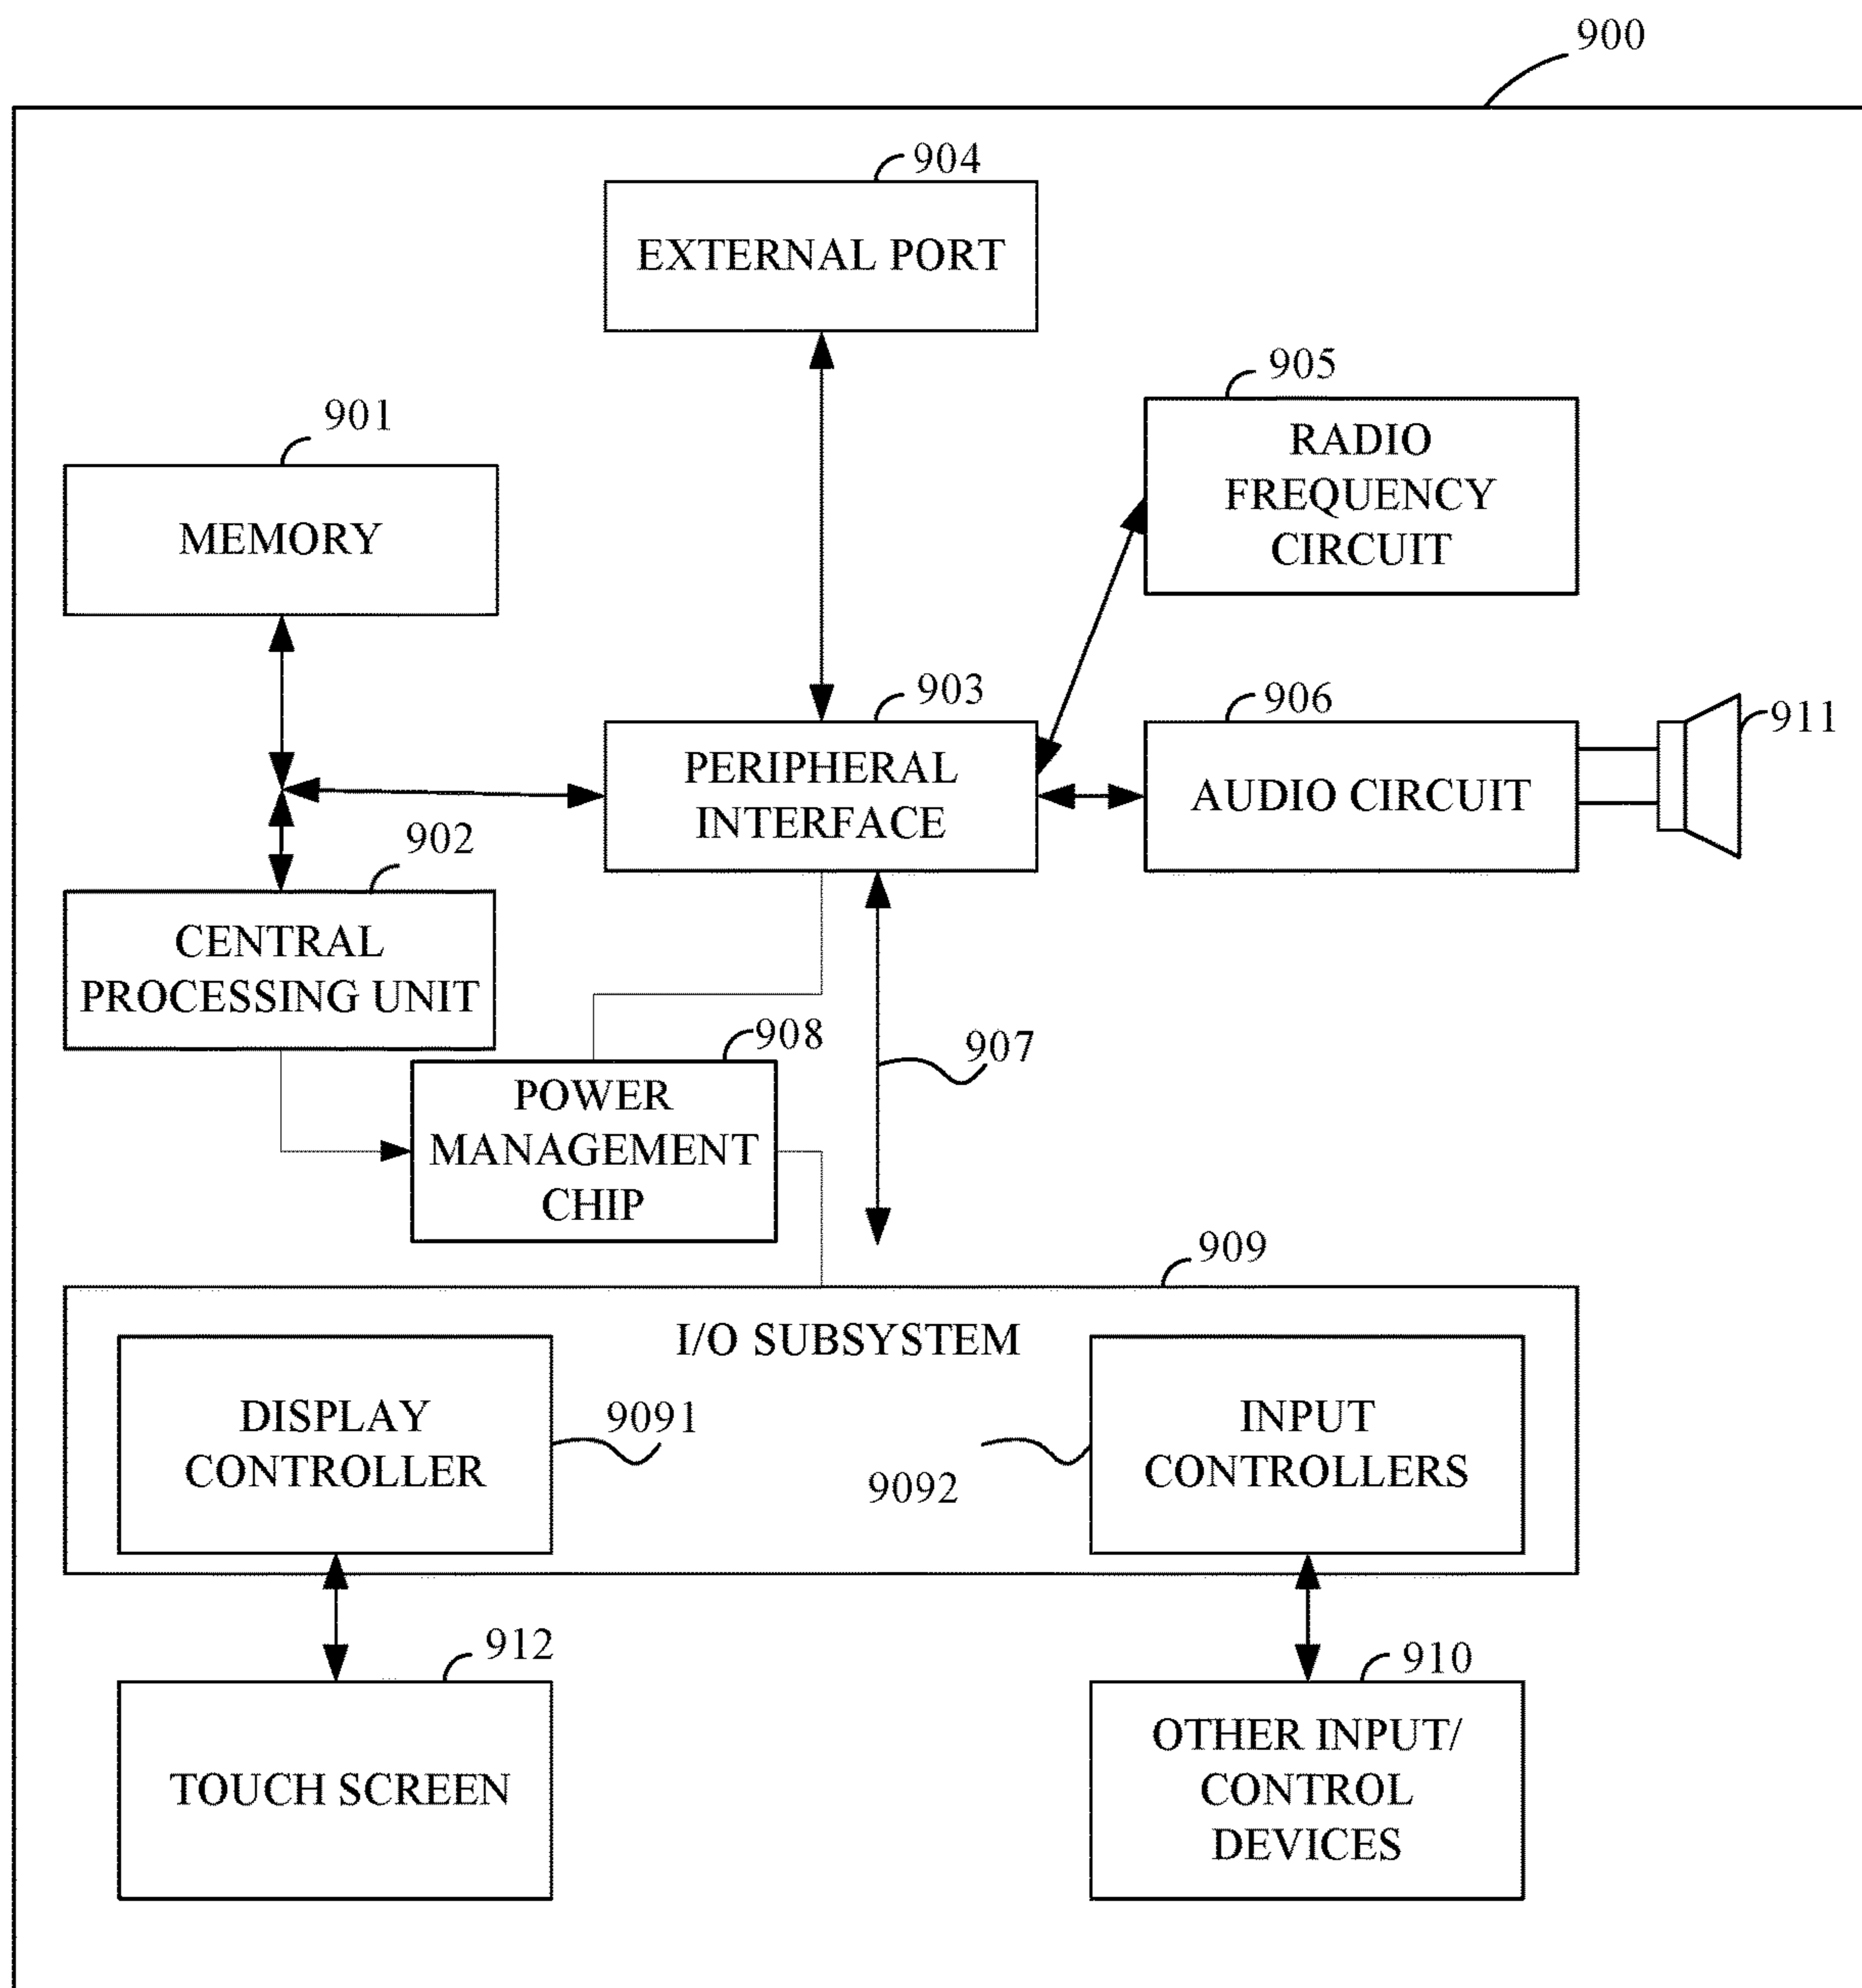 900
904
EXTERNAL PORT
905
RADIO
FREQUENCY
CIRCUIT
901
MEMORY
903
PERIPHERAL
INTERFACE
906
AUDIO CIRCUIT
911
902
CENTRAL
PROCESSING UNIT
908
POWER
MANAGEMENT
CHIP
907
909
I/O SUBSYSTEM
DISPLAY
CONTROLLER
9091
9092
INPUT
CONTROLLERS
912
TOUCH SCREEN
910
OTHER INPUT/
CONTROL
DEVICES